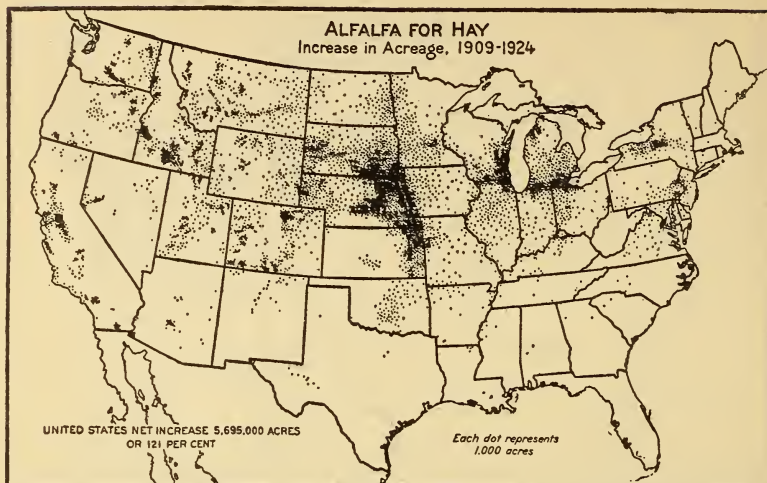 ALFALFA FOR HAY
Increase in Acreage, 1909-1924
UNITED STATES NET INCREASE 5,695,000 ACRES
OR 121 PER CENT
Each dot represents
1,000 acres